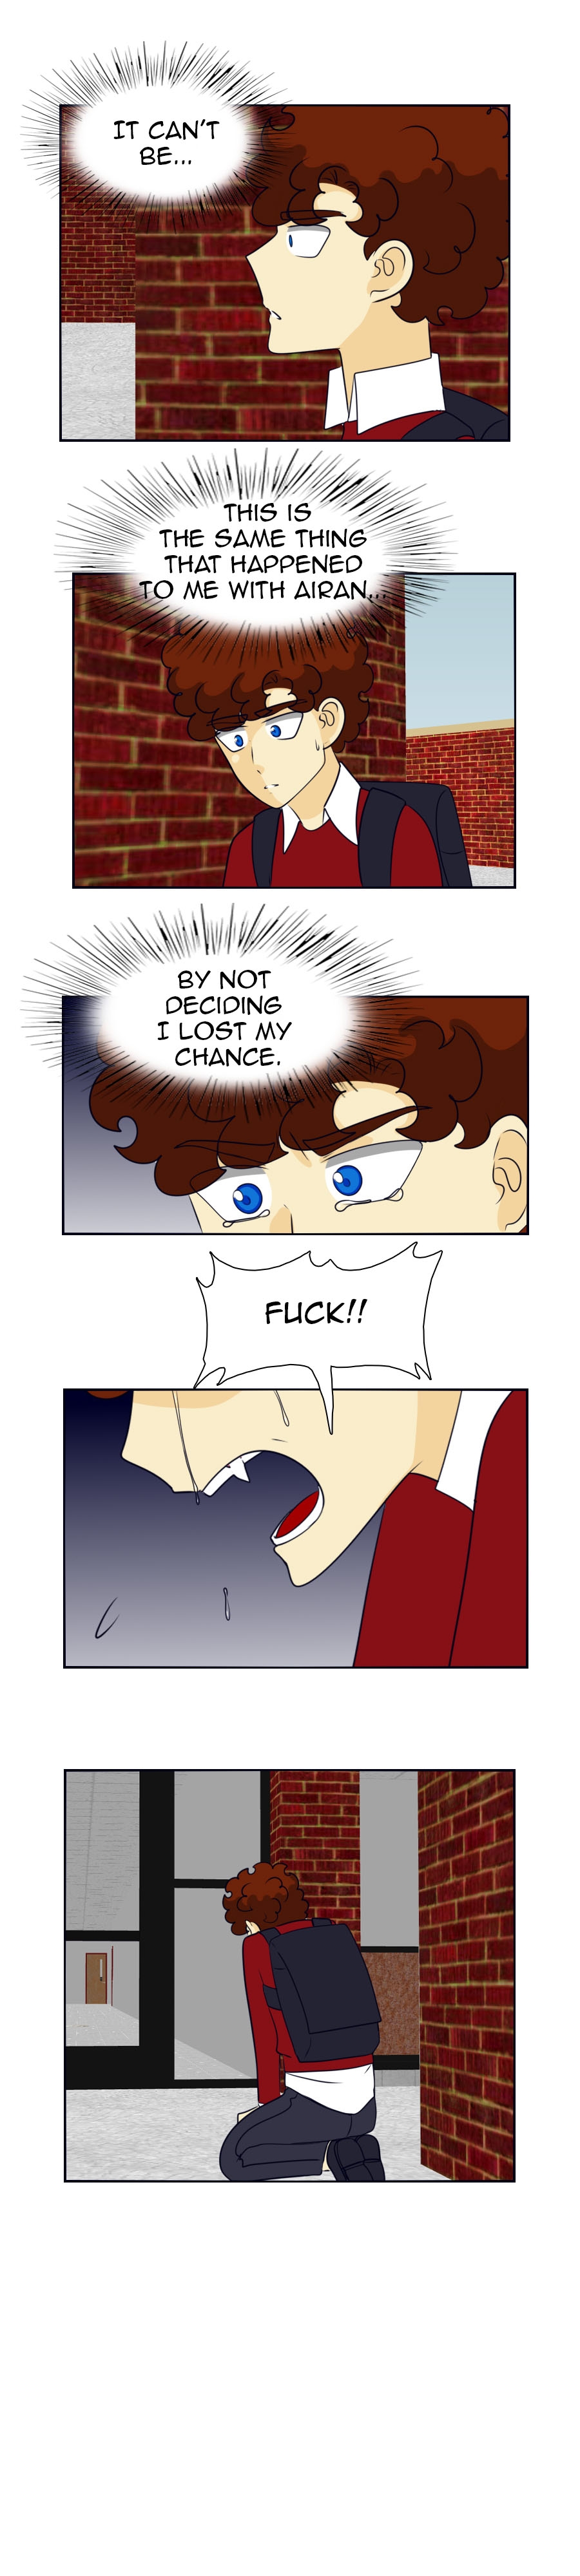 IT CAN'T
BE...
THIS IS
THE SAME THING
THAT HAPPENED
TO ME WITH AIRAN...
BY NOT
DECIDING
I LOST MY
CHANCE.
FUCK!!